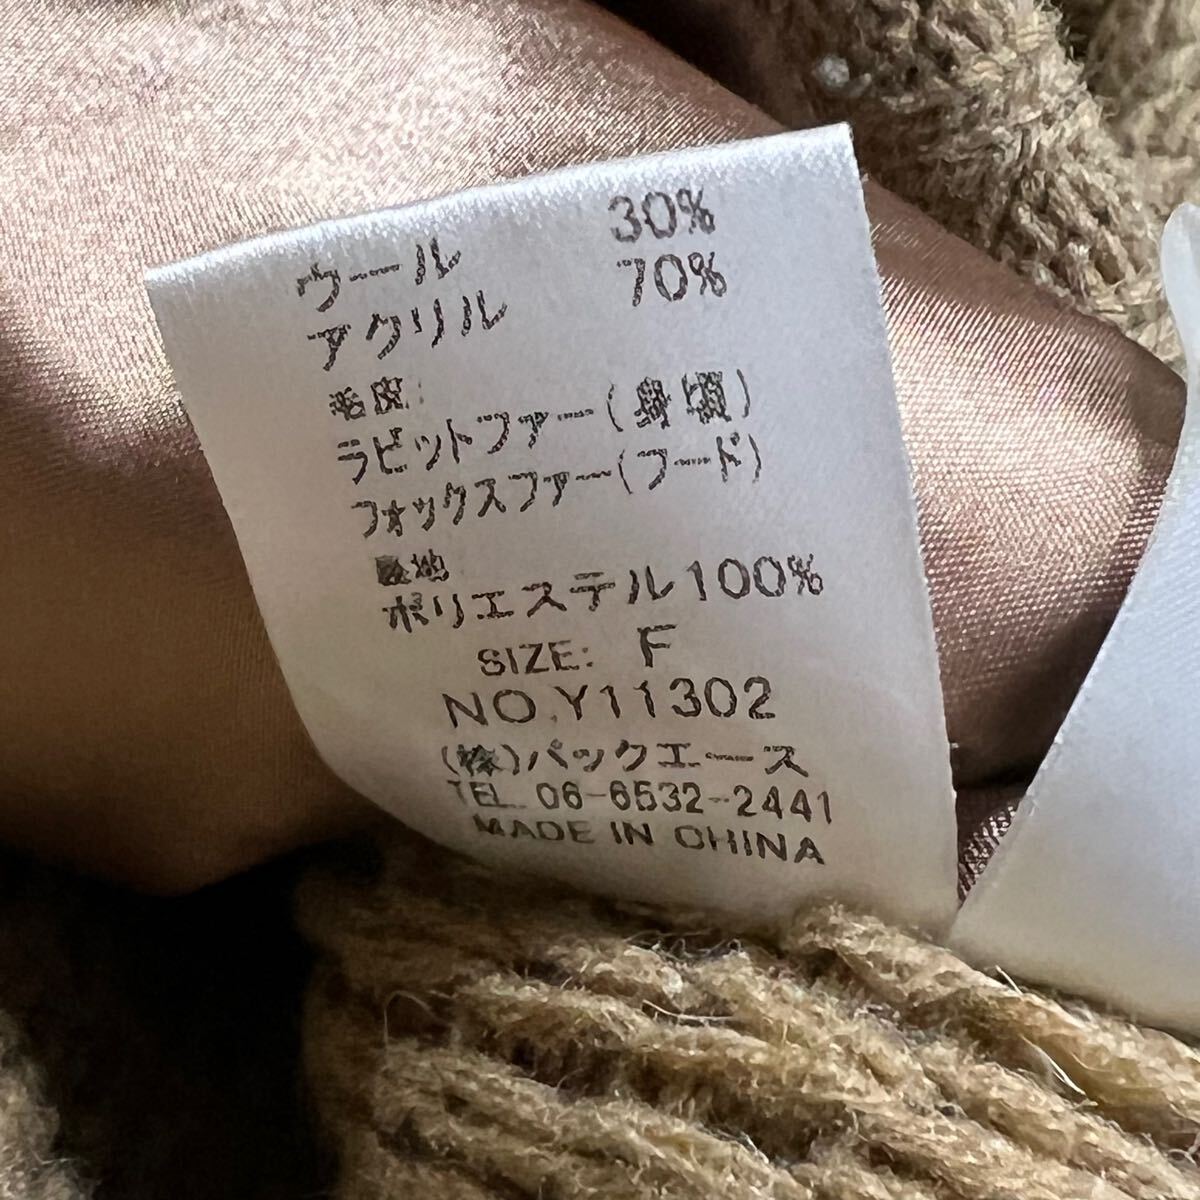 ウール 30%
アクリル 70%
毛皮:
ラビットファー(身頃)
フォックスファー(フード)
裏地
ポリエステル100%
SIZE: F
NO.Y11302
(株)パックエース
TEL. 06-6532-2441
MADE IN CHINA